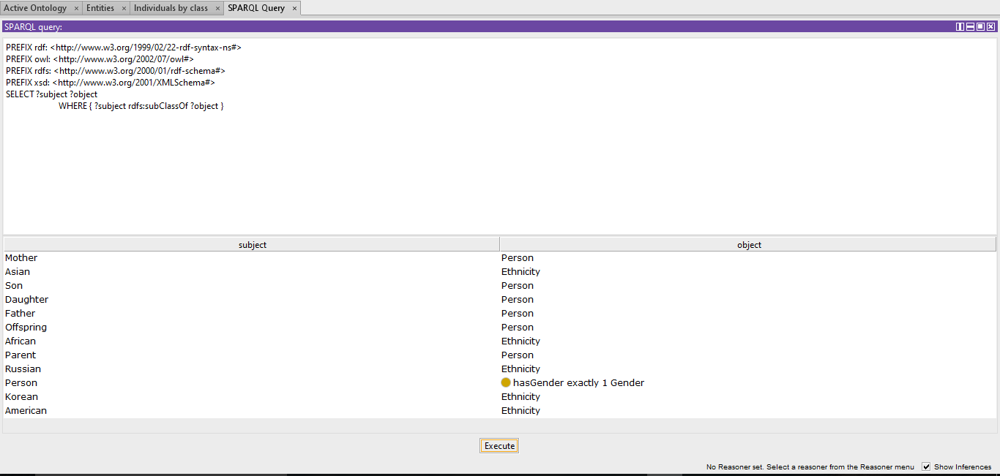 Active Ontology × Entities × Individuals by class × SPARQL Query ×
SPARQL query:
PREFIX rdf: <http://www.w3.org/1999/02/22-rdf-syntax-ns#>
PREFIX owl: <http://www.w3.org/2002/07/owl#>
PREFIX rdfs: <http://www.w3.org/2000/01/rdf-schema#>
PREFIX xsd: <http://www.w3.org/2001/XMLSchema#>
SELECT ?subject ?object
WHERE { ?subject rdfs:subClassOf ?object }
subject object
Mother Person
Asian Ethnicity
Son Person
Daughter Person
Father Person
Offspring Person
African Ethnicity
Parent Person
Russian Ethnicity
Person hasGender exactly 1 Gender
Korean Ethnicity
American Ethnicity
Execute
No Reasoner set. Select a reasoner from the Reasoner menu Show Inferences